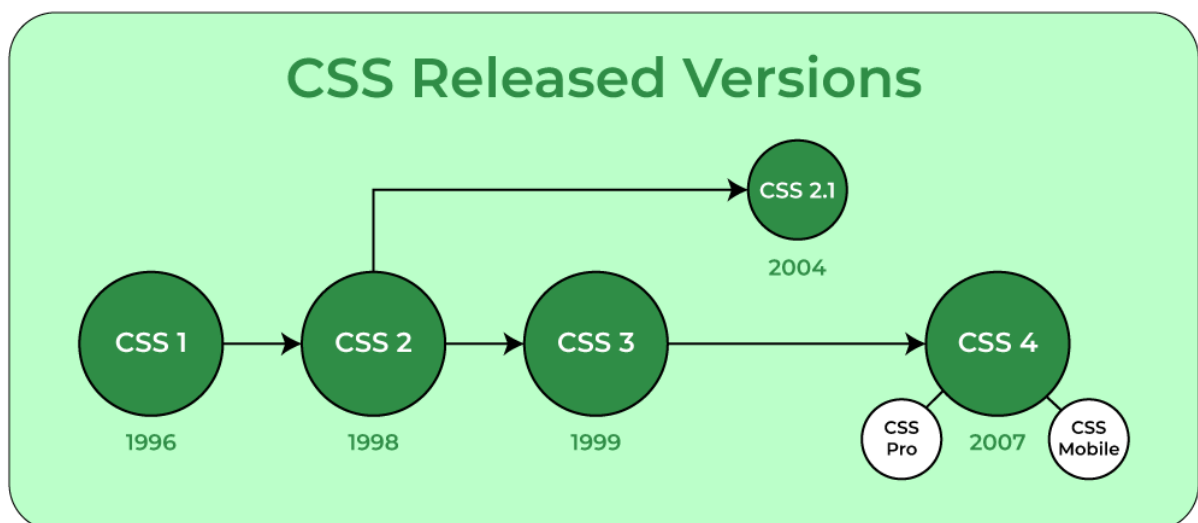 CSS Released Versions
CSS 2.1
2004
CSS 1
CSS 2
CSS 3
CSS 4
1996
1998
1999
CSS
Pro
2007
CSS
Mobile